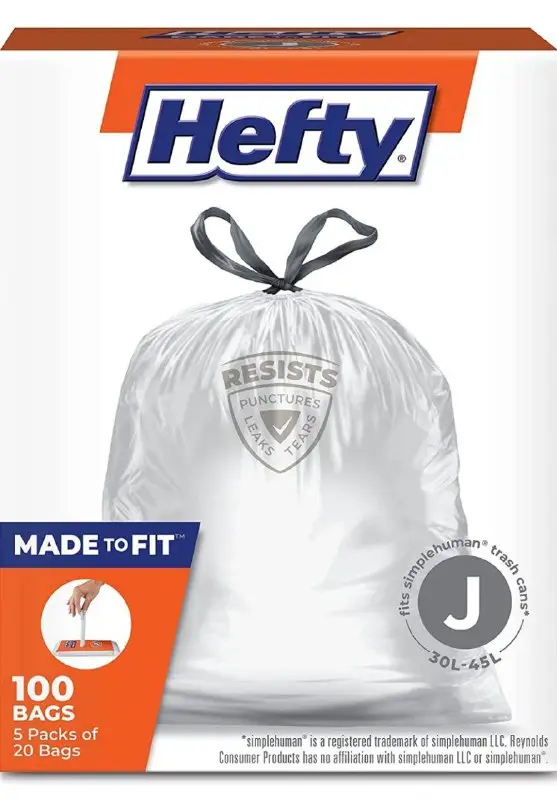 Hefty®
RESISTS
PUNCTURES
LEAKS
TEARS
MADE TO FIT™
fits simplehuman® trash cans*
J
30L-45L
100
BAGS
5 Packs of
20 Bags
*simplehuman® is a registered trademark of simplehuman LLC. Reynolds
Consumer Products has no affiliation with simplehuman LLC or simplehuman®.